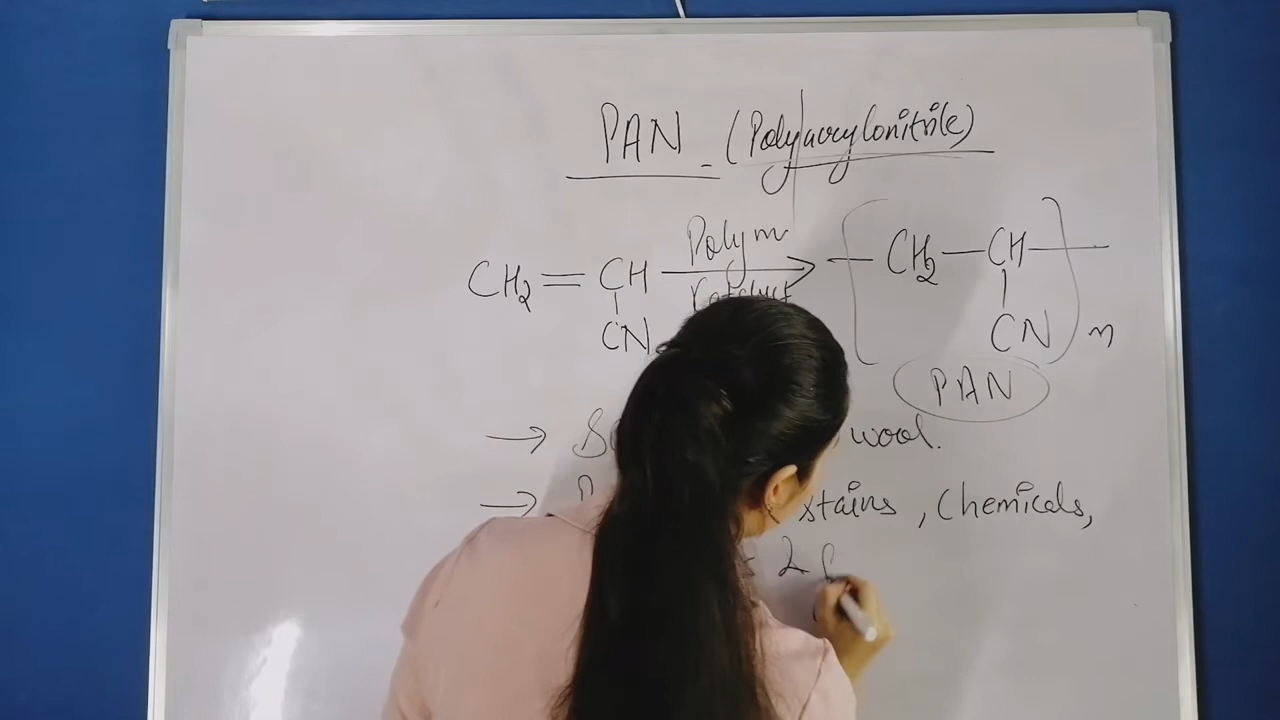 PAN - (Polyacrylonitrile)
CH2 = CH Polym → [ - CH2 - CH - ] n
CN CN
PAN
→ wool.
→ stains, Chemicals,
&